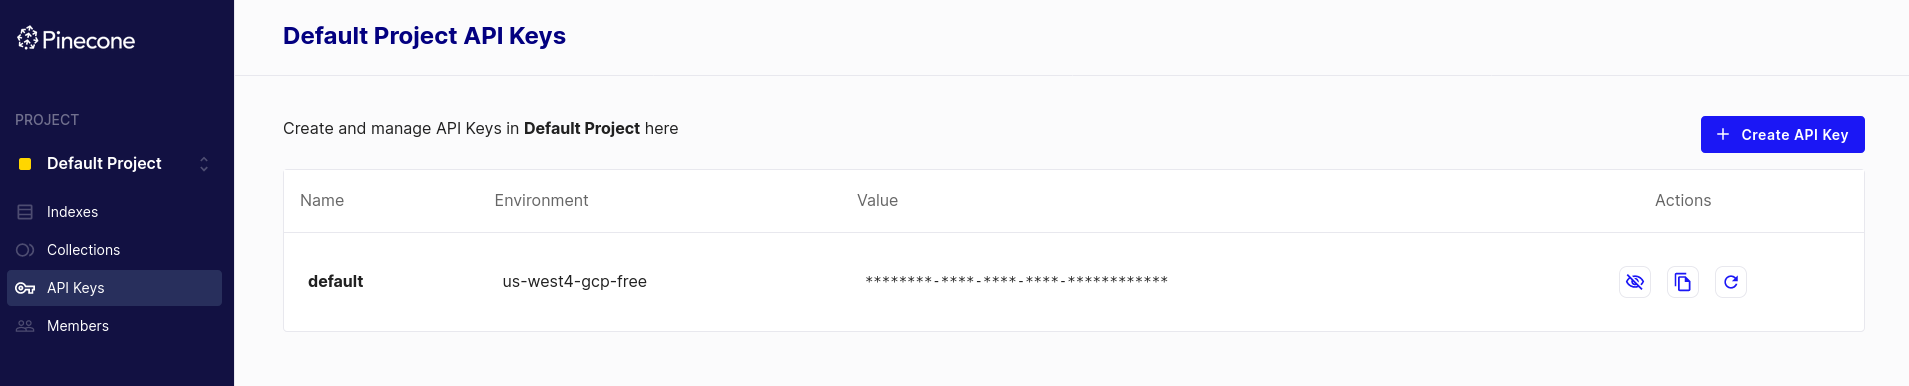 Pinecone
PROJECT
Default Project
Indexes
Collections
API Keys
Members
Default Project API Keys
Create and manage API Keys in Default Project here
+ Create API Key
Name Environment Value Actions
default us-west4-gcp-free ********-****-****-****-************